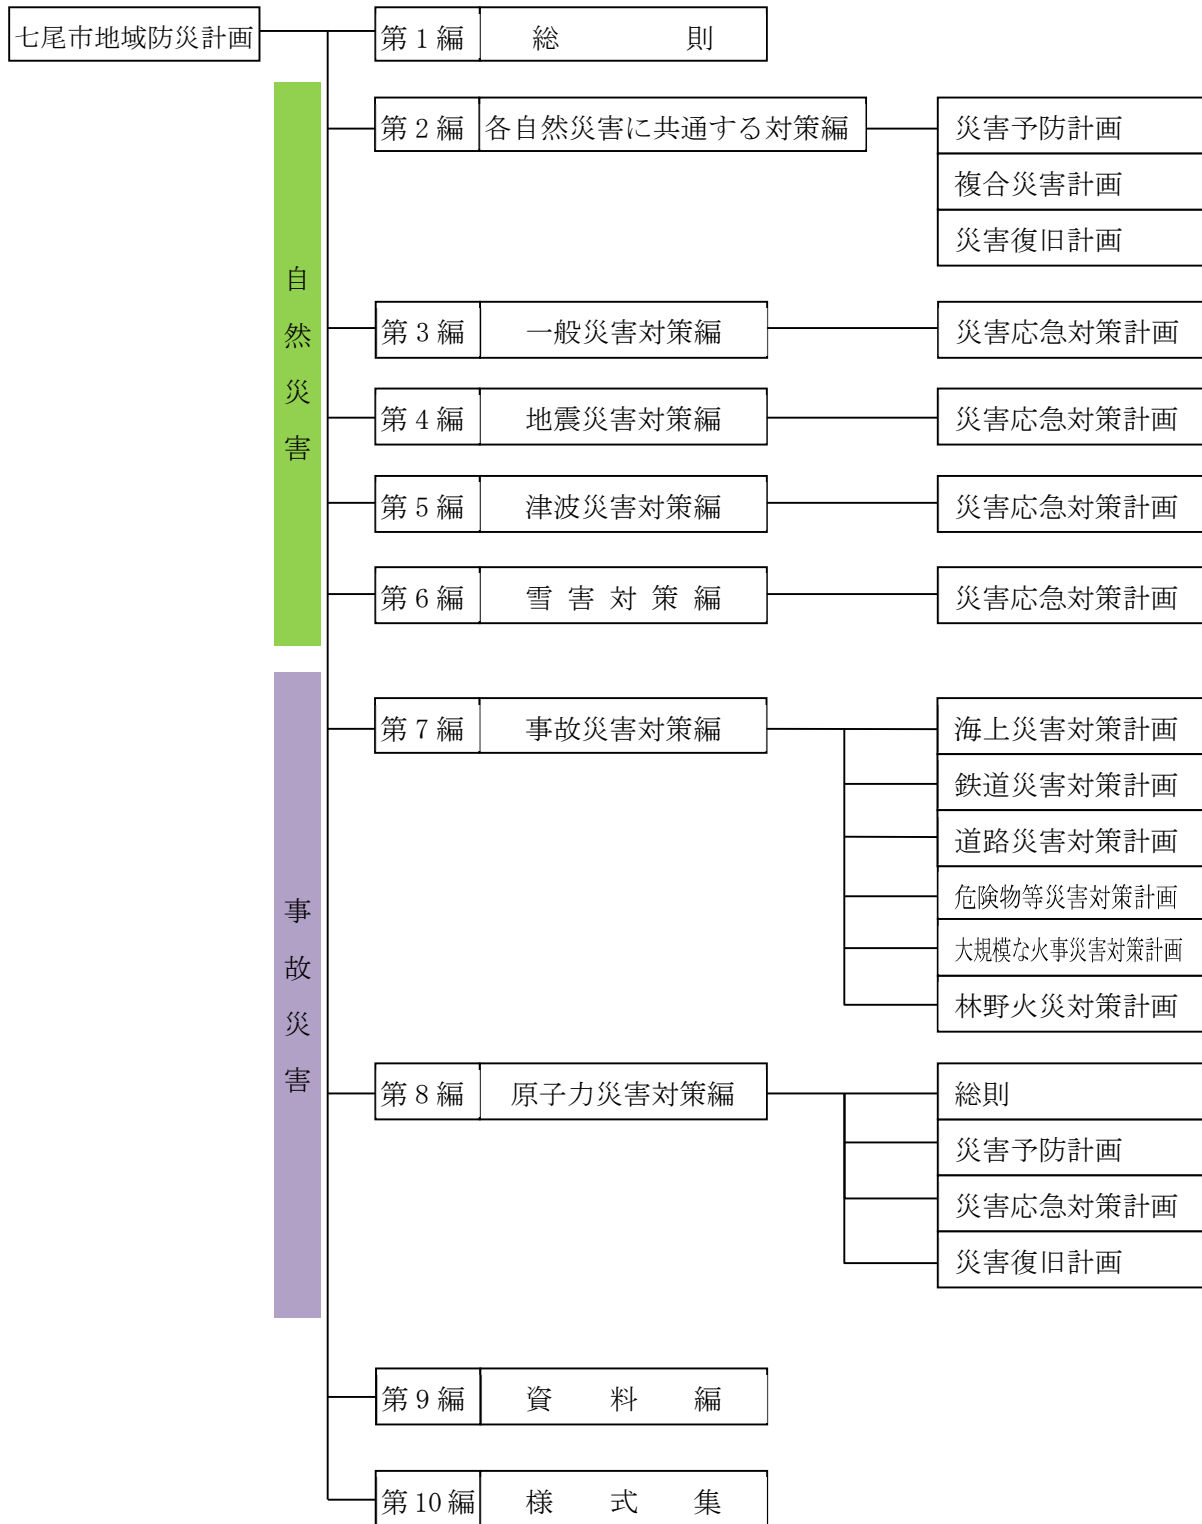 七尾市地域防災計画
第1編 総則
自然災害
第2編 各自然災害に共通する対策編
災害予防計画
複合災害計画
災害復旧計画
第3編 一般災害対策編
災害応急対策計画
第4編 地震災害対策編
災害応急対策計画
第5編 津波災害対策編
災害応急対策計画
第6編 雪害対策編
災害応急対策計画
事故災害
第7編 事故災害対策編
海上災害対策計画
鉄道災害対策計画
道路災害対策計画
危険物等災害対策計画
大規模な火事災害対策計画
林野火災対策計画
第8編 原子力災害対策編
総則
災害予防計画
災害応急対策計画
災害復旧計画
第9編 資料編
第10編 様式集